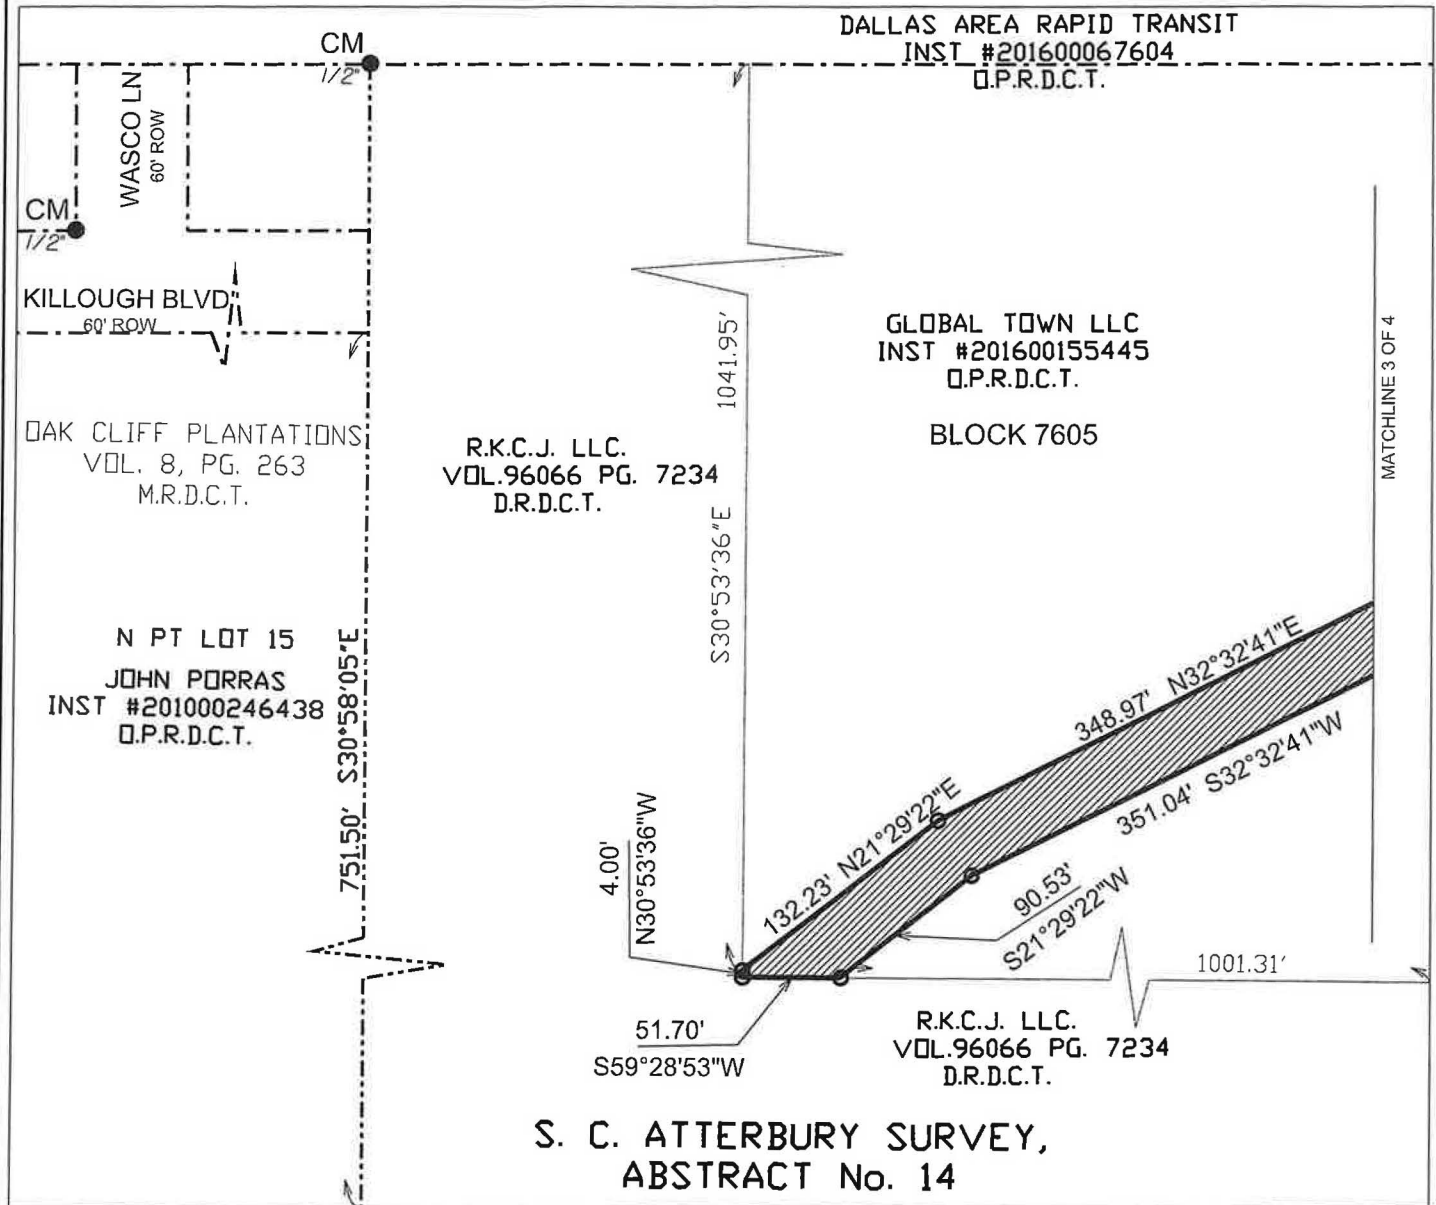 DALLAS AREA RAPID TRANSIT
INST #201600067604
O.P.R.D.C.T.
CM
1/2"
WASCO LN
60' ROW
CM
1/2"
KILLOUGH BLVD
60' ROW
OAK CLIFF PLANTATIONS
VOL. 8, PG. 263
M.R.D.C.T.
R.K.C.J. LLC.
VOL.96066 PG. 7234
D.R.D.C.T.
1041.95'
S30°53'36"E
GLOBAL TOWN LLC
INST #201600155445
O.P.R.D.C.T.
BLOCK 7605
MATCHLINE 3 OF 4
N PT LOT 15
JOHN PORRAS
INST #201000246438
O.P.R.D.C.T.
751.50' S30°58'05"E
348.97' N32°32'41"E
351.04' S32°32'41"W
132.23' N21°29'22"E
4.00'
N30°53'36"W
90.53'
S21°29'22"W
1001.31'
51.70'
S59°28'53"W
R.K.C.J. LLC.
VOL.96066 PG. 7234
D.R.D.C.T.
S. C. ATTERBURY SURVEY,
ABSTRACT No. 14